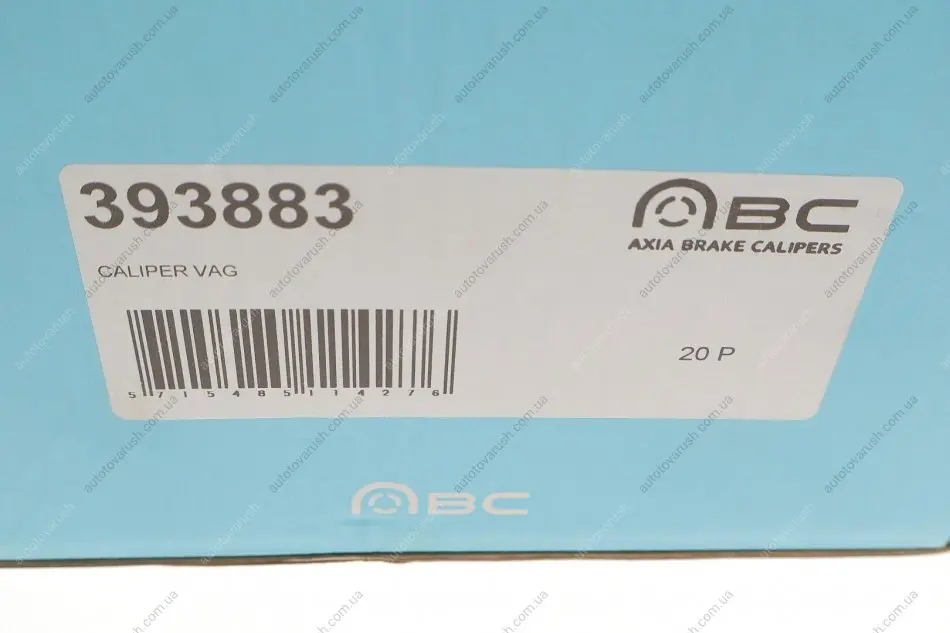 393883
ABC
AXIA BRAKE CALIPERS
CALIPER VAG
20 P
5715485114276
ABC
autotovarush.com.ua